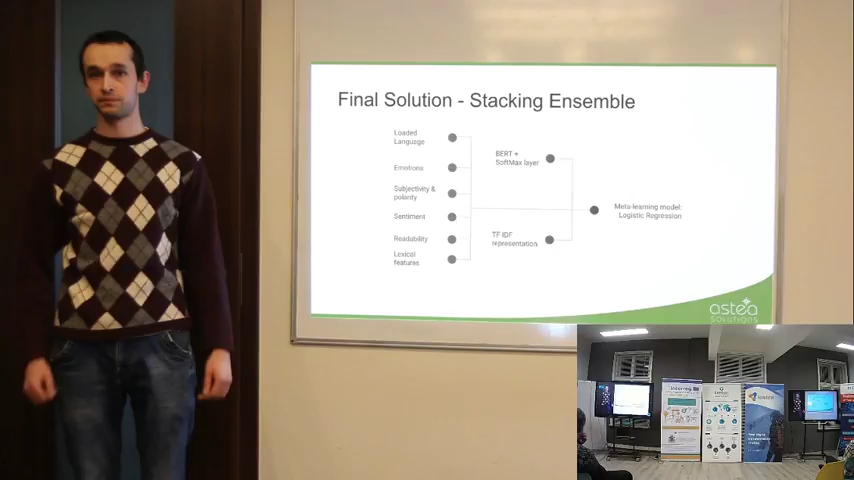 Final Solution - Stacking Ensemble
Loaded
Language
Emotions
Subjectivity &
polarity
Sentiment
Readability
Lexical
features
BERT +
SoftMax layer
TF IDF
representation
Meta-learning model:
Logistic Regression
astea
SOLUTIONS
Interreg